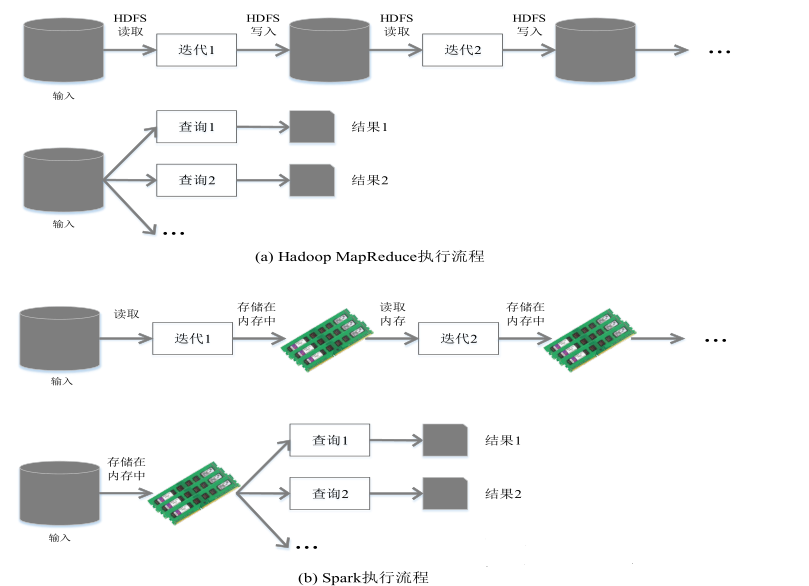 HDFS
读取
HDFS
写入
HDFS
读取
HDFS
写入
迭代1
迭代2
...
输入
查询1
结果1
查询2
结果2
...
输入
(a) Hadoop MapReduce执行流程
读取
存储在
内存中
读取
内存
存储在
内存中
迭代1
迭代2
...
输入
存储在
内存中
查询1
结果1
查询2
结果2
...
输入
(b) Spark执行流程